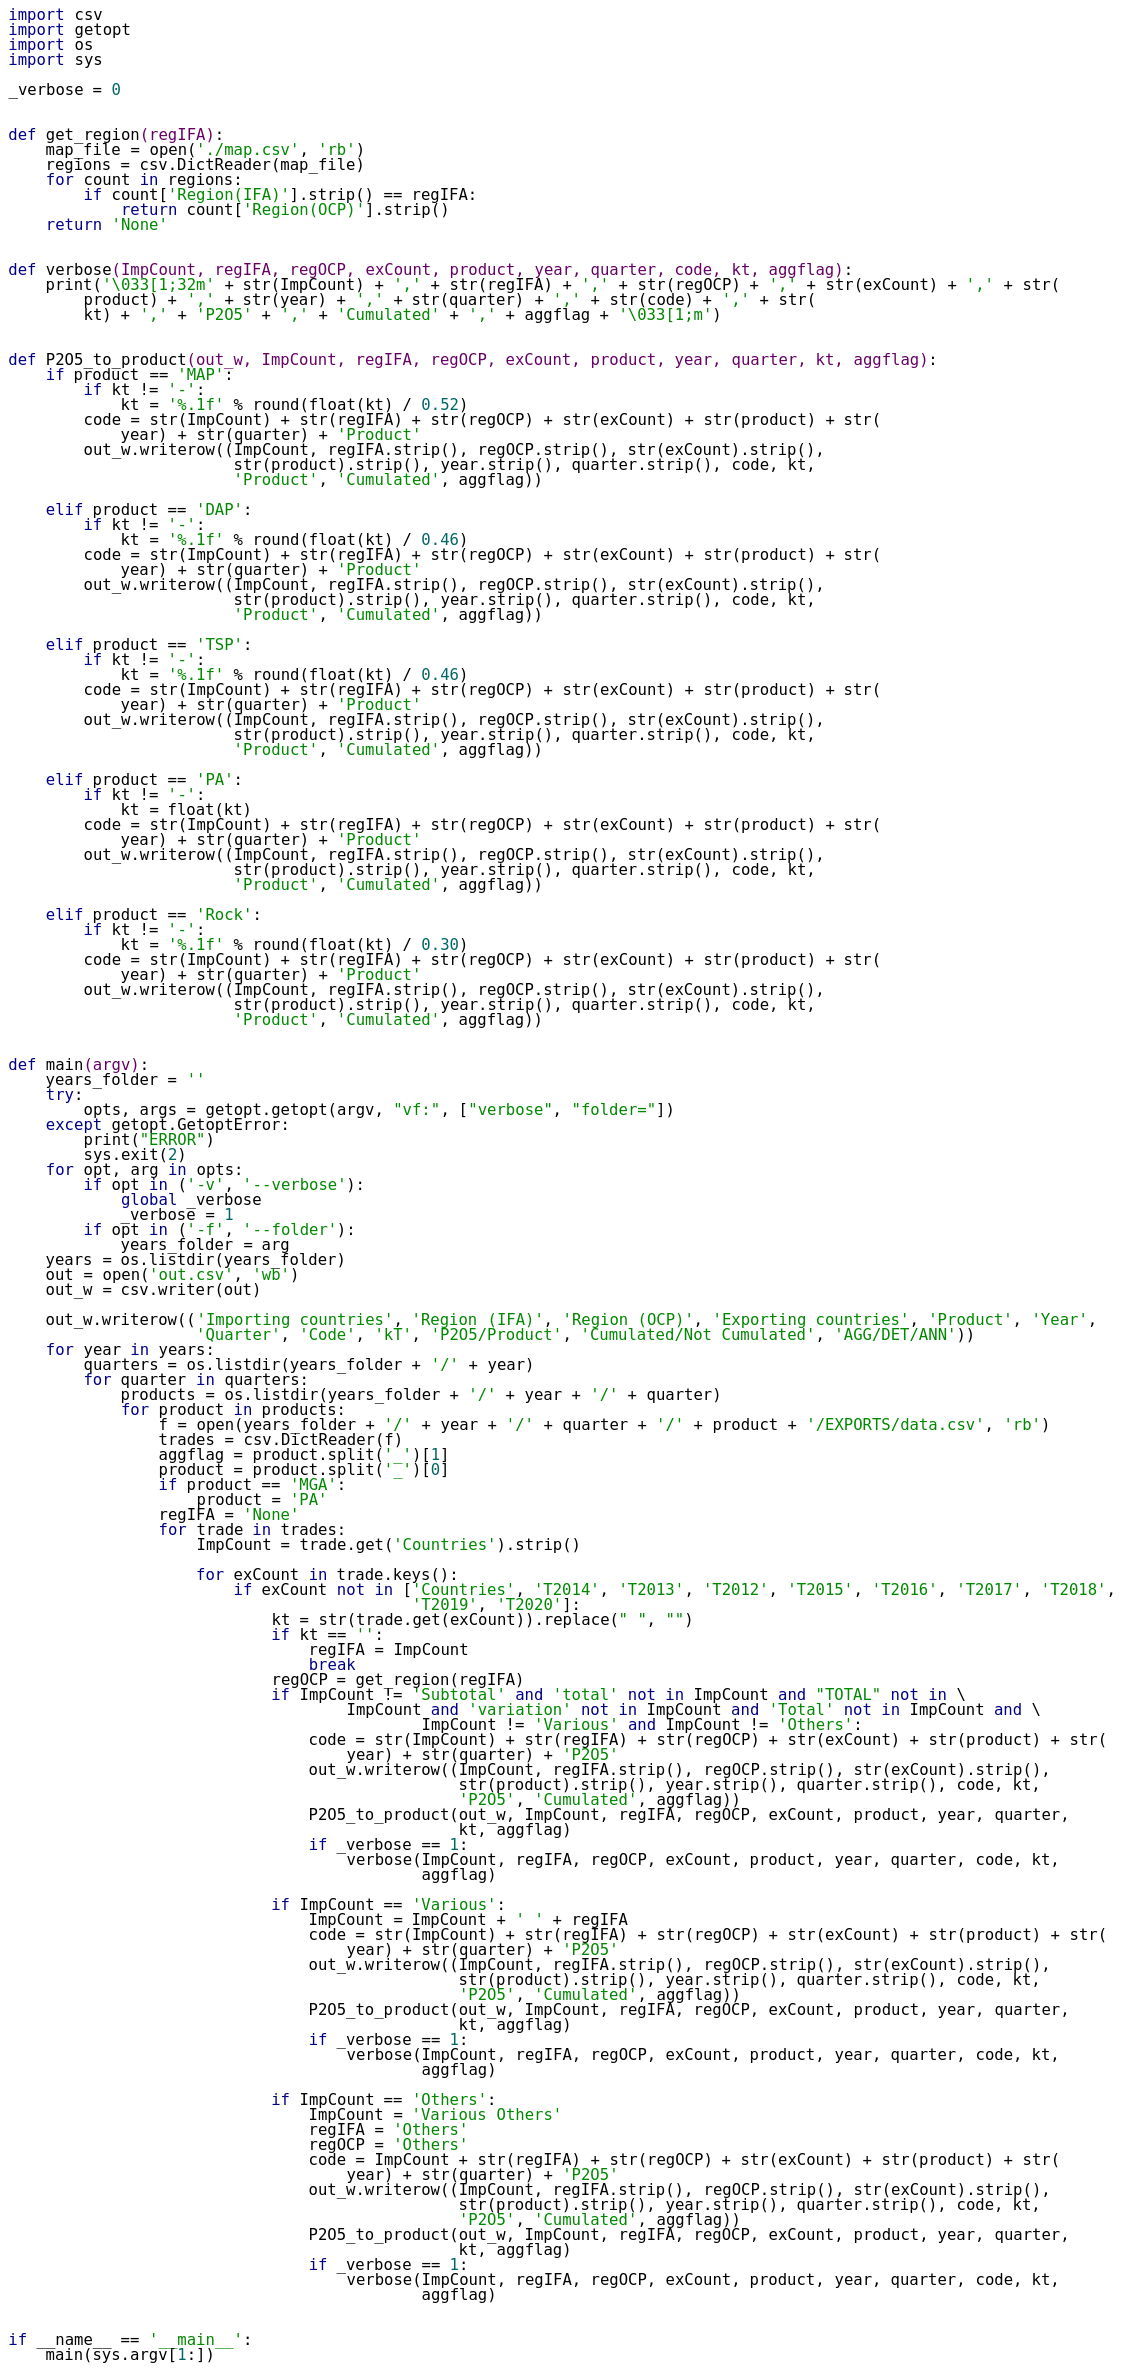 import csv
import getopt
import os
import sys

_verbose = 0


def get_region(regIFA):
    map_file = open('./map.csv', 'rb')
    regions = csv.DictReader(map_file)
    for count in regions:
        if count['Region(IFA)'].strip() == regIFA:
            return count['Region(OCP)'].strip()
    return 'None'


def verbose(ImpCount, regIFA, regOCP, exCount, product, year, quarter, code, kt, aggflag):
    print('\033[1;32m' + str(ImpCount) + ',' + str(regIFA) + ',' + str(regOCP) + ',' + str(exCount) + ',' + str(
        product) + ',' + str(year) + ',' + str(quarter) + ',' + str(code) + ',' + str(
        kt) + ',' + 'P2O5' + ',' + 'Cumulated' + ',' + aggflag + '\033[1;m')


def P2O5_to_product(out_w, ImpCount, regIFA, regOCP, exCount, product, year, quarter, kt, aggflag):
    if product == 'MAP':
        if kt != '-':
            kt = '%.1f' % round(float(kt) / 0.52)
        code = str(ImpCount) + str(regIFA) + str(regOCP) + str(exCount) + str(product) + str(
            year) + str(quarter) + 'Product'
        out_w.writerow((ImpCount, regIFA.strip(), regOCP.strip(), str(exCount).strip(),
                        str(product).strip(), year.strip(), quarter.strip(), code, kt,
                        'Product', 'Cumulated', aggflag))

    elif product == 'DAP':
        if kt != '-':
            kt = '%.1f' % round(float(kt) / 0.46)
        code = str(ImpCount) + str(regIFA) + str(regOCP) + str(exCount) + str(product) + str(
            year) + str(quarter) + 'Product'
        out_w.writerow((ImpCount, regIFA.strip(), regOCP.strip(), str(exCount).strip(),
                        str(product).strip(), year.strip(), quarter.strip(), code, kt,
                        'Product', 'Cumulated', aggflag))

    elif product == 'TSP':
        if kt != '-':
            kt = '%.1f' % round(float(kt) / 0.46)
        code = str(ImpCount) + str(regIFA) + str(regOCP) + str(exCount) + str(product) + str(
            year) + str(quarter) + 'Product'
        out_w.writerow((ImpCount, regIFA.strip(), regOCP.strip(), str(exCount).strip(),
                        str(product).strip(), year.strip(), quarter.strip(), code, kt,
                        'Product', 'Cumulated', aggflag))

    elif product == 'PA':
        if kt != '-':
            kt = float(kt)
        code = str(ImpCount) + str(regIFA) + str(regOCP) + str(exCount) + str(product) + str(
            year) + str(quarter) + 'Product'
        out_w.writerow((ImpCount, regIFA.strip(), regOCP.strip(), str(exCount).strip(),
                        str(product).strip(), year.strip(), quarter.strip(), code, kt,
                        'Product', 'Cumulated', aggflag))

    elif product == 'Rock':
        if kt != '-':
            kt = '%.1f' % round(float(kt) / 0.30)
        code = str(ImpCount) + str(regIFA) + str(regOCP) + str(exCount) + str(product) + str(
            year) + str(quarter) + 'Product'
        out_w.writerow((ImpCount, regIFA.strip(), regOCP.strip(), str(exCount).strip(),
                        str(product).strip(), year.strip(), quarter.strip(), code, kt,
                        'Product', 'Cumulated', aggflag))


def main(argv):
    years_folder = ''
    try:
        opts, args = getopt.getopt(argv, "vf:", ["verbose", "folder="])
    except getopt.GetoptError:
        print("ERROR")
        sys.exit(2)
    for opt, arg in opts:
        if opt in ('-v', '--verbose'):
            global _verbose
            _verbose = 1
        if opt in ('-f', '--folder'):
            years_folder = arg
    years = os.listdir(years_folder)
    out = open('out.csv', 'wb')
    out_w = csv.writer(out)

    out_w.writerow(('Importing countries', 'Region (IFA)', 'Region (OCP)', 'Exporting countries', 'Product', 'Year',
                    'Quarter', 'Code', 'kT', 'P2O5/Product', 'Cumulated/Not Cumulated', 'AGG/DET/ANN'))
    for year in years:
        quarters = os.listdir(years_folder + '/' + year)
        for quarter in quarters:
            products = os.listdir(years_folder + '/' + year + '/' + quarter)
            for product in products:
                f = open(years_folder + '/' + year + '/' + quarter + '/' + product + '/EXPORTS/data.csv', 'rb')
                trades = csv.DictReader(f)
                aggflag = product.split('_')[1]
                product = product.split('_')[0]
                if product == 'MGA':
                    product = 'PA'
                regIFA = 'None'
                for trade in trades:
                    ImpCount = trade.get('Countries').strip()

                    for exCount in trade.keys():
                        if exCount not in ['Countries', 'T2014', 'T2013', 'T2012', 'T2015', 'T2016', 'T2017', 'T2018',
                                           'T2019', 'T2020']:
                            kt = str(trade.get(exCount)).replace(" ", "")
                            if kt == '':
                                regIFA = ImpCount
                                break
                            regOCP = get_region(regIFA)
                            if ImpCount != 'Subtotal' and 'total' not in ImpCount and "TOTAL" not in \
                                    ImpCount and 'variation' not in ImpCount and 'Total' not in ImpCount and \
                                            ImpCount != 'Various' and ImpCount != 'Others':
                                code = str(ImpCount) + str(regIFA) + str(regOCP) + str(exCount) + str(product) + str(
                                    year) + str(quarter) + 'P2O5'
                                out_w.writerow((ImpCount, regIFA.strip(), regOCP.strip(), str(exCount).strip(),
                                                str(product).strip(), year.strip(), quarter.strip(), code, kt,
                                                'P2O5', 'Cumulated', aggflag))
                                P2O5_to_product(out_w, ImpCount, regIFA, regOCP, exCount, product, year, quarter,
                                                kt, aggflag)
                                if _verbose == 1:
                                    verbose(ImpCount, regIFA, regOCP, exCount, product, year, quarter, code, kt,
                                            aggflag)

                            if ImpCount == 'Various':
                                ImpCount = ImpCount + ' ' + regIFA
                                code = str(ImpCount) + str(regIFA) + str(regOCP) + str(exCount) + str(product) + str(
                                    year) + str(quarter) + 'P2O5'
                                out_w.writerow((ImpCount, regIFA.strip(), regOCP.strip(), str(exCount).strip(),
                                                str(product).strip(), year.strip(), quarter.strip(), code, kt,
                                                'P2O5', 'Cumulated', aggflag))
                                P2O5_to_product(out_w, ImpCount, regIFA, regOCP, exCount, product, year, quarter,
                                                kt, aggflag)
                                if _verbose == 1:
                                    verbose(ImpCount, regIFA, regOCP, exCount, product, year, quarter, code, kt,
                                            aggflag)

                            if ImpCount == 'Others':
                                ImpCount = 'Various Others'
                                regIFA = 'Others'
                                regOCP = 'Others'
                                code = ImpCount + str(regIFA) + str(regOCP) + str(exCount) + str(product) + str(
                                    year) + str(quarter) + 'P2O5'
                                out_w.writerow((ImpCount, regIFA.strip(), regOCP.strip(), str(exCount).strip(),
                                                str(product).strip(), year.strip(), quarter.strip(), code, kt,
                                                'P2O5', 'Cumulated', aggflag))
                                P2O5_to_product(out_w, ImpCount, regIFA, regOCP, exCount, product, year, quarter,
                                                kt, aggflag)
                                if _verbose == 1:
                                    verbose(ImpCount, regIFA, regOCP, exCount, product, year, quarter, code, kt,
                                            aggflag)


if __name__ == '__main__':
    main(sys.argv[1:])